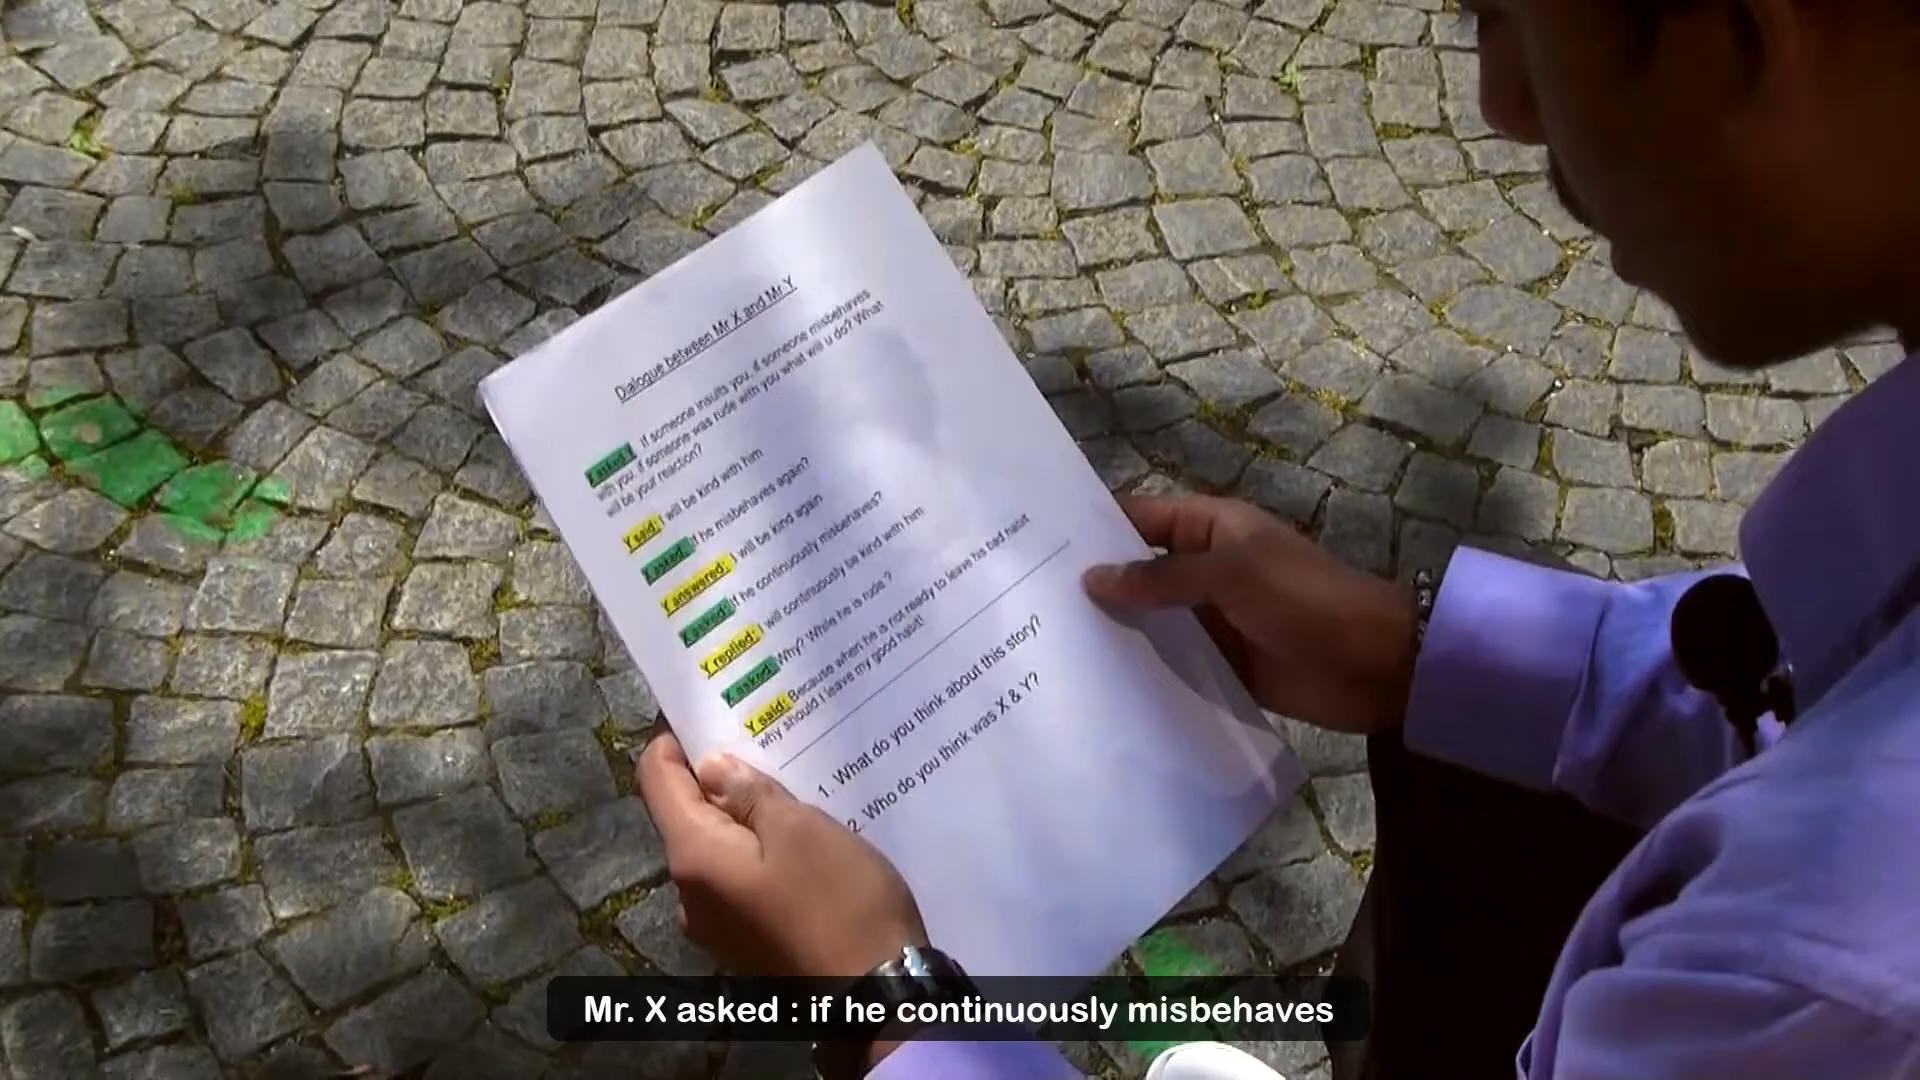 Dialogue between Mr X and Mr Y
X asked: If someone insults you, if someone misbehaves
with you, if someone was rude with you what will u do? What
will be your reaction?
Y said: I will be kind with him
X asked: If he misbehaves again?
Y answered: I will be kind again
X asked: If he continuously misbehaves?
Y replied: I will continuously be kind with him
X asked: Why? While he is rude ?
Y said: Because when he is not ready to leave his bad habit
why should I leave my good habit!
1. What do you think about this story?
2. Who do you think was X & Y?
Mr. X asked : if he continuously misbehaves